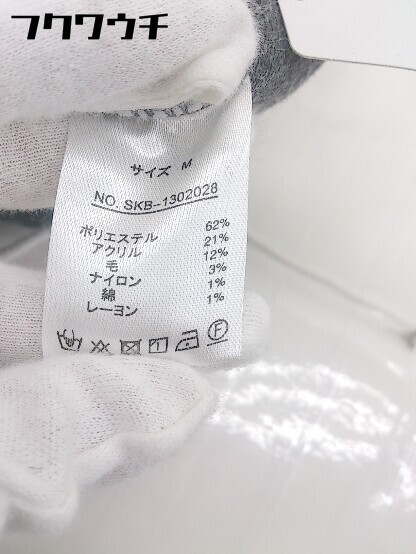 フクワウチ
サイズ M
NO. SKB-1302028
ポリエステル 62%
アクリル 21%
毛 12%
ナイロン 3%
綿 1%
レーヨン 1%
F